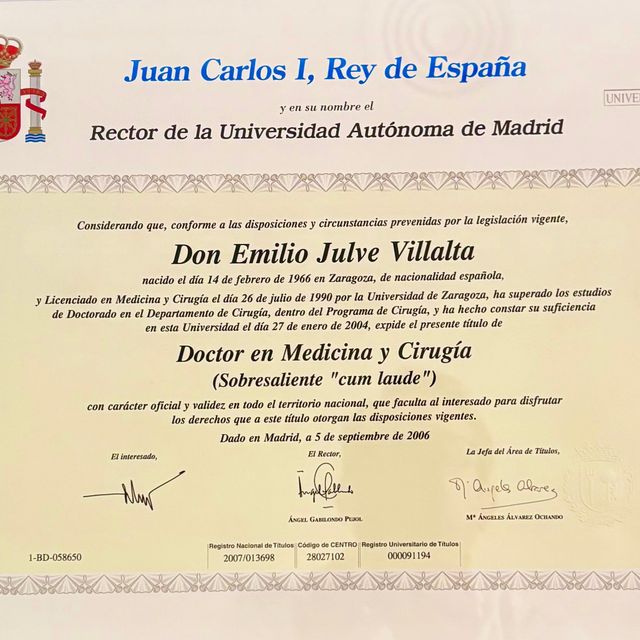 Juan Carlos I, Rey de España
y en su nombre el
Rector de la Universidad Autónoma de Madrid
Considerando que, conforme a las disposiciones y circunstancias prevenidas por la legislación vigente,
Don Emilio Julve Villalta
nacido el día 14 de febrero de 1966 en Zaragoza, de nacionalidad española,
y Licenciado en Medicina y Cirugía el día 26 de julio de 1990 por la Universidad de Zaragoza, ha superado los estudios
de Doctorado en el Departamento de Cirugía, dentro del Programa de Cirugía, y ha hecho constar su suficiencia
en esta Universidad el día 27 de enero de 2004, expide el presente título de
Doctor en Medicina y Cirugía
(Sobresaliente "cum laude")
con carácter oficial y validez en todo el territorio nacional, que faculta al interesado para disfrutar
los derechos que a este título otorgan las disposiciones vigentes.
Dado en Madrid, a 5 de septiembre de 2006
El interesado,
El Rector,
La Jefa del Área de Títulos,
Mª Angeles Alvarez
ÁNGEL GABILONDO PUJOL
Mª ÁNGELES ÁLVAREZ OCHANDO
1-BD-058650
Registro Nacional de Títulos Código de CENTRO Registro Universitario de Títulos
2007/013698 28027102 000091194